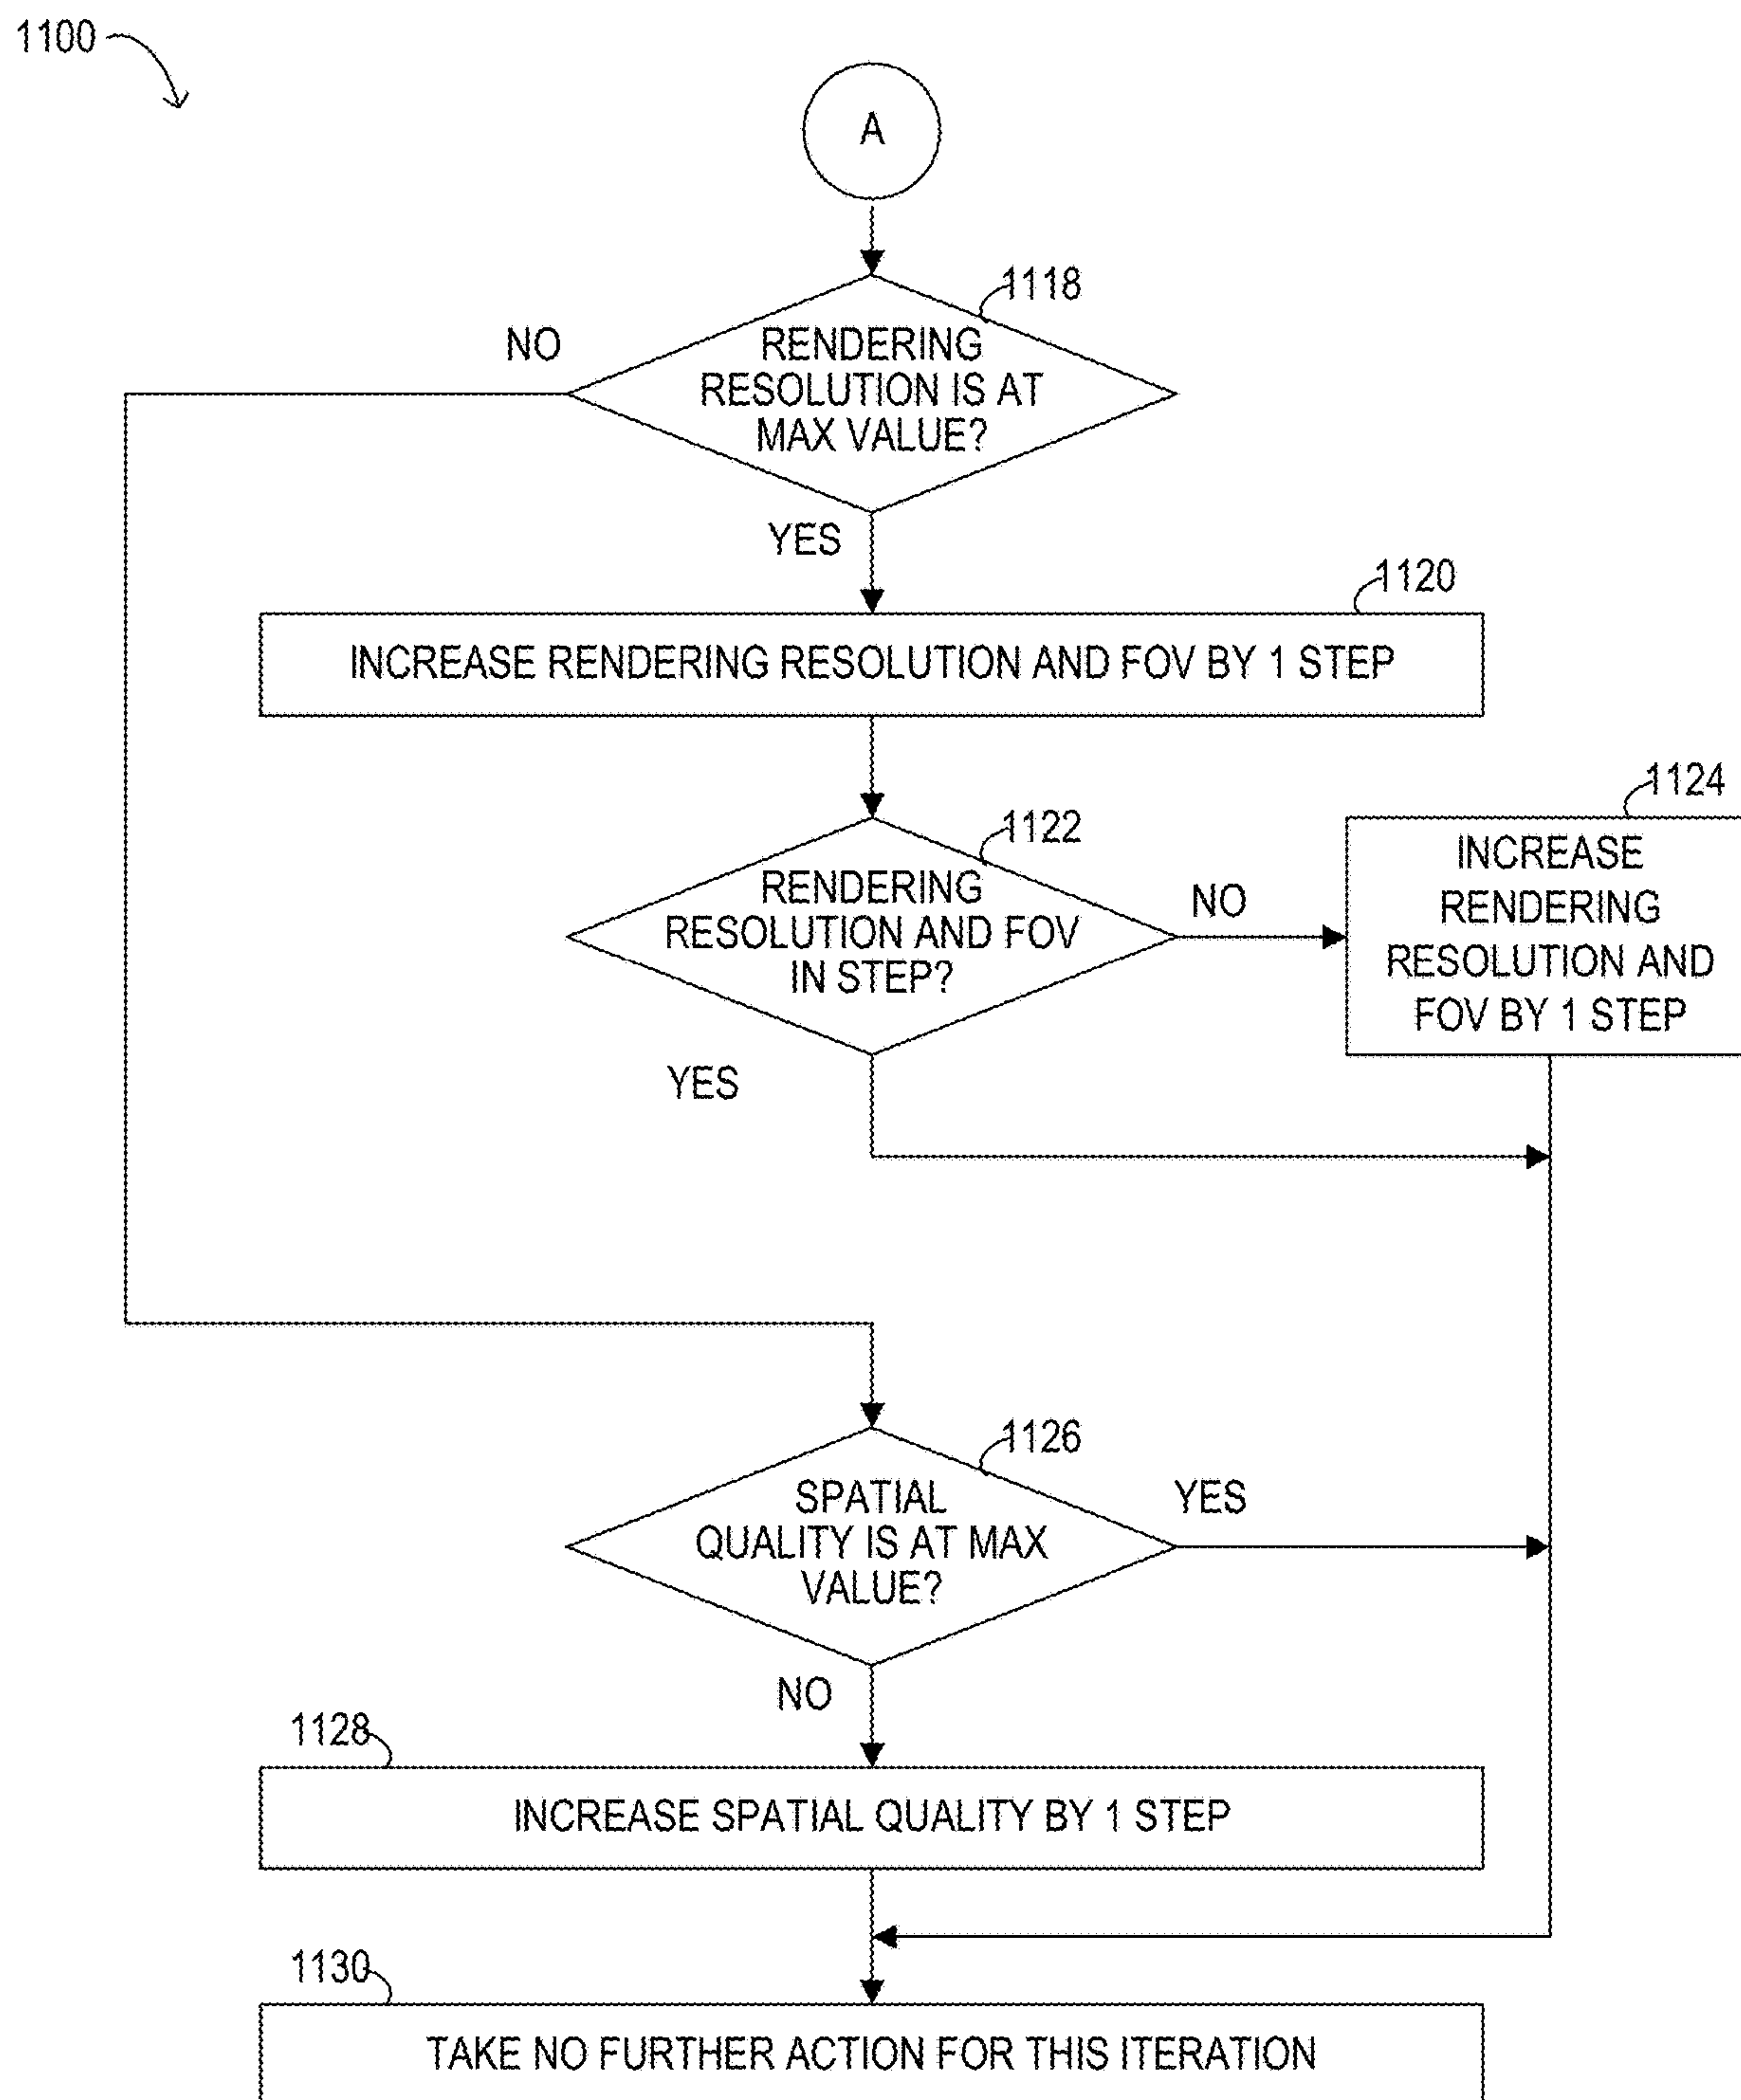 1100
A
1118
NO
RENDERING
RESOLUTION IS AT
MAX VALUE?
YES
1120
INCREASE RENDERING RESOLUTION AND FOV BY 1 STEP
1122
RENDERING
RESOLUTION AND FOV
IN STEP?
NO
1124
INCREASE
RENDERING
RESOLUTION AND
FOV BY 1 STEP
YES
1126
SPATIAL
QUALITY IS AT MAX
VALUE?
YES
NO
1128
INCREASE SPATIAL QUALITY BY 1 STEP
1130
TAKE NO FURTHER ACTION FOR THIS ITERATION